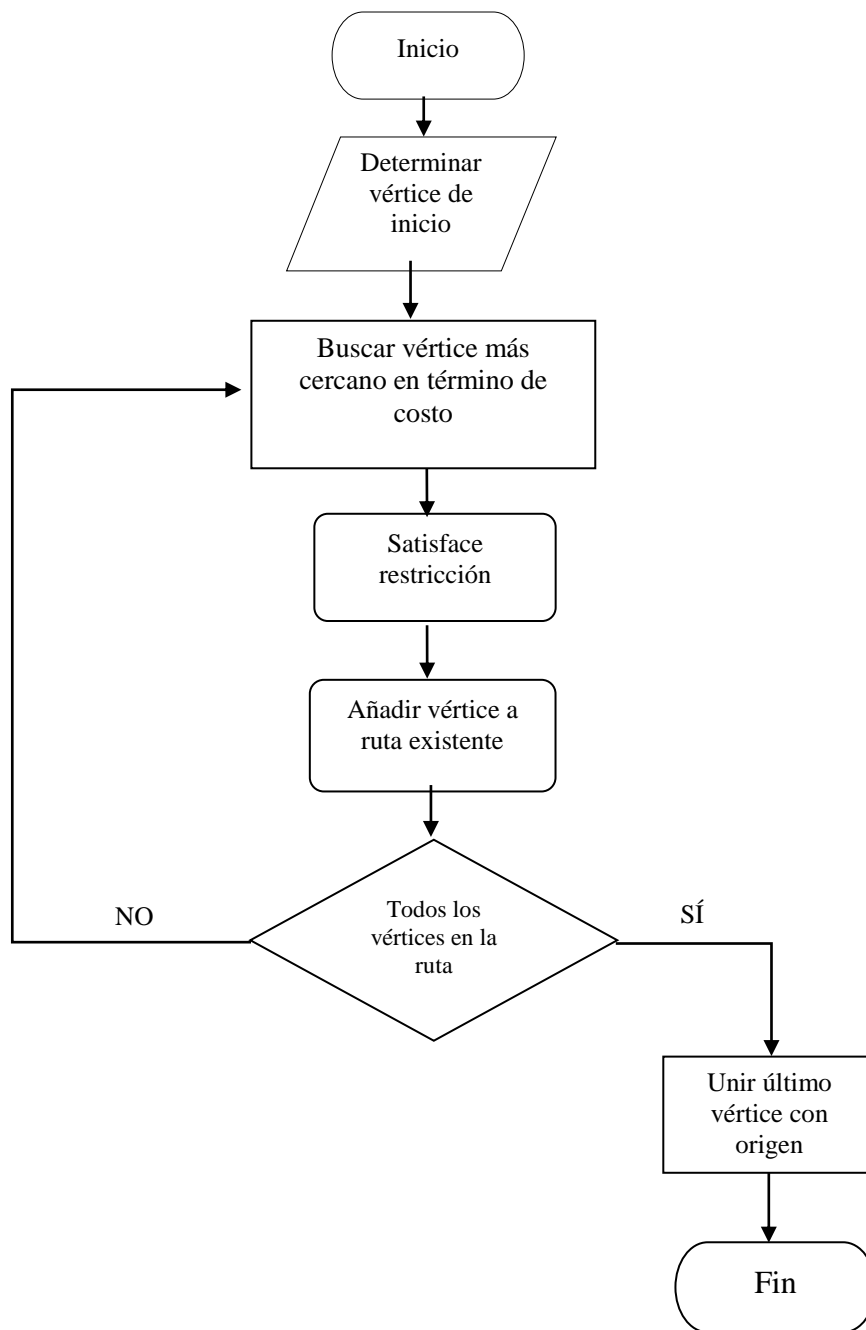 Inicio
Determinar
vértice de
inicio
Buscar vértice más
cercano en término de
costo
Satisface
restricción
Añadir vértice a
ruta existente
Todos los
vértices en la
ruta
NO
SÍ
Unir último
vértice con
origen
Fin